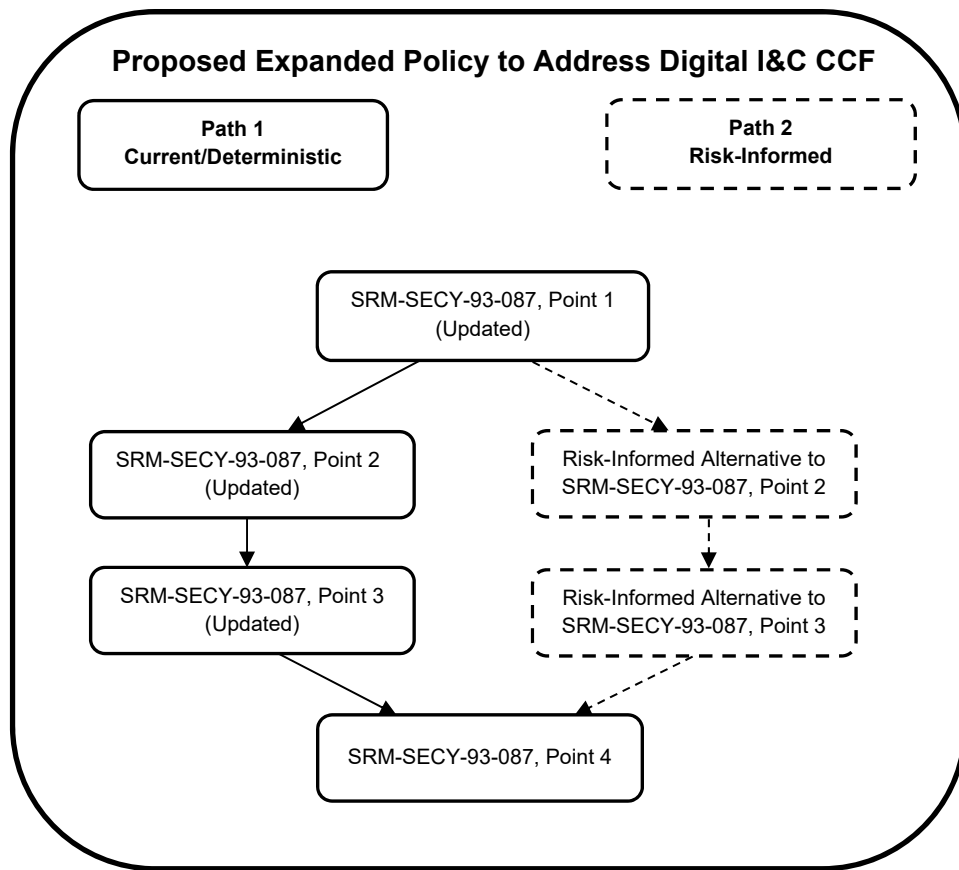 Proposed Expanded Policy to Address Digital I&C CCF
Path 1
Current/Deterministic
Path 2
Risk-Informed
SRM-SECY-93-087, Point 1
(Updated)
SRM-SECY-93-087, Point 2
(Updated)
Risk-Informed Alternative to
SRM-SECY-93-087, Point 2
SRM-SECY-93-087, Point 3
(Updated)
Risk-Informed Alternative to
SRM-SECY-93-087, Point 3
SRM-SECY-93-087, Point 4